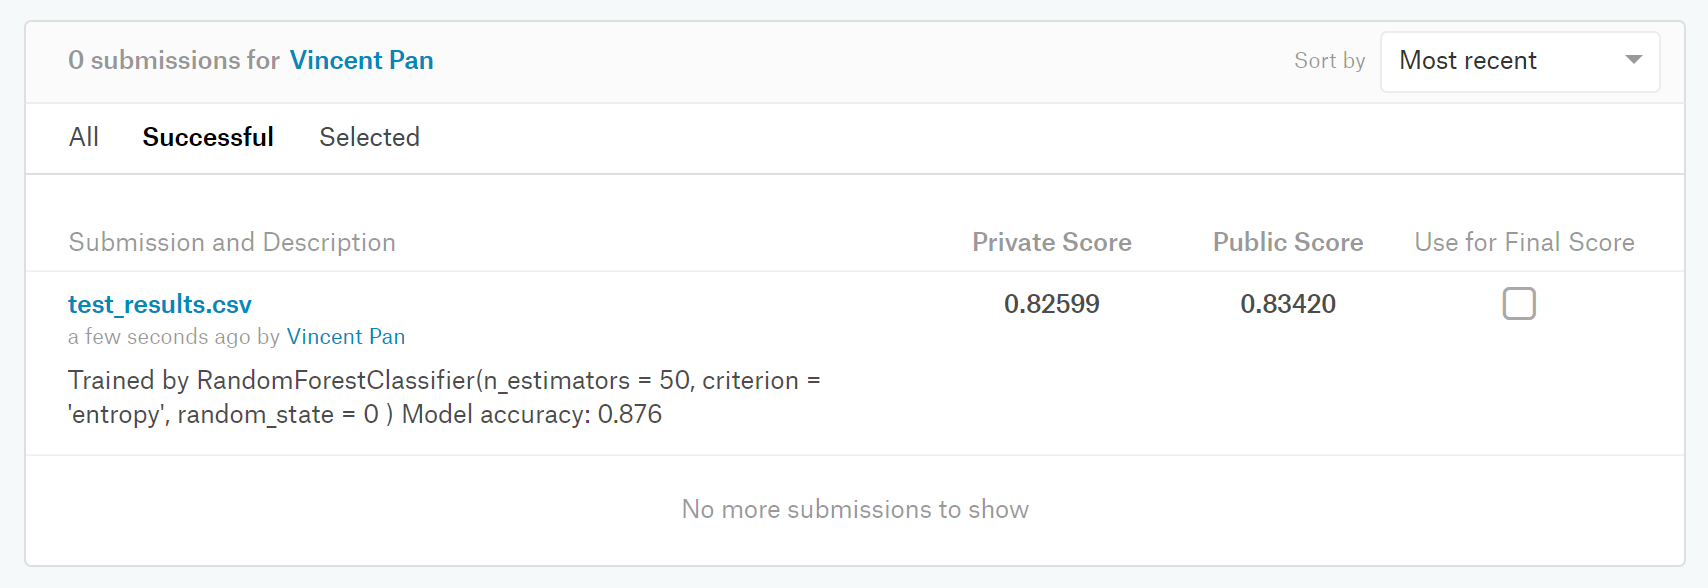 0 submissions for Vincent Pan
Sort by Most recent
All Successful Selected
Submission and Description Private Score Public Score Use for Final Score
test_results.csv 0.82599 0.83420
a few seconds ago by Vincent Pan
Trained by RandomForestClassifier(n_estimators = 50, criterion =
'entropy', random_state = 0 ) Model accuracy: 0.876
No more submissions to show